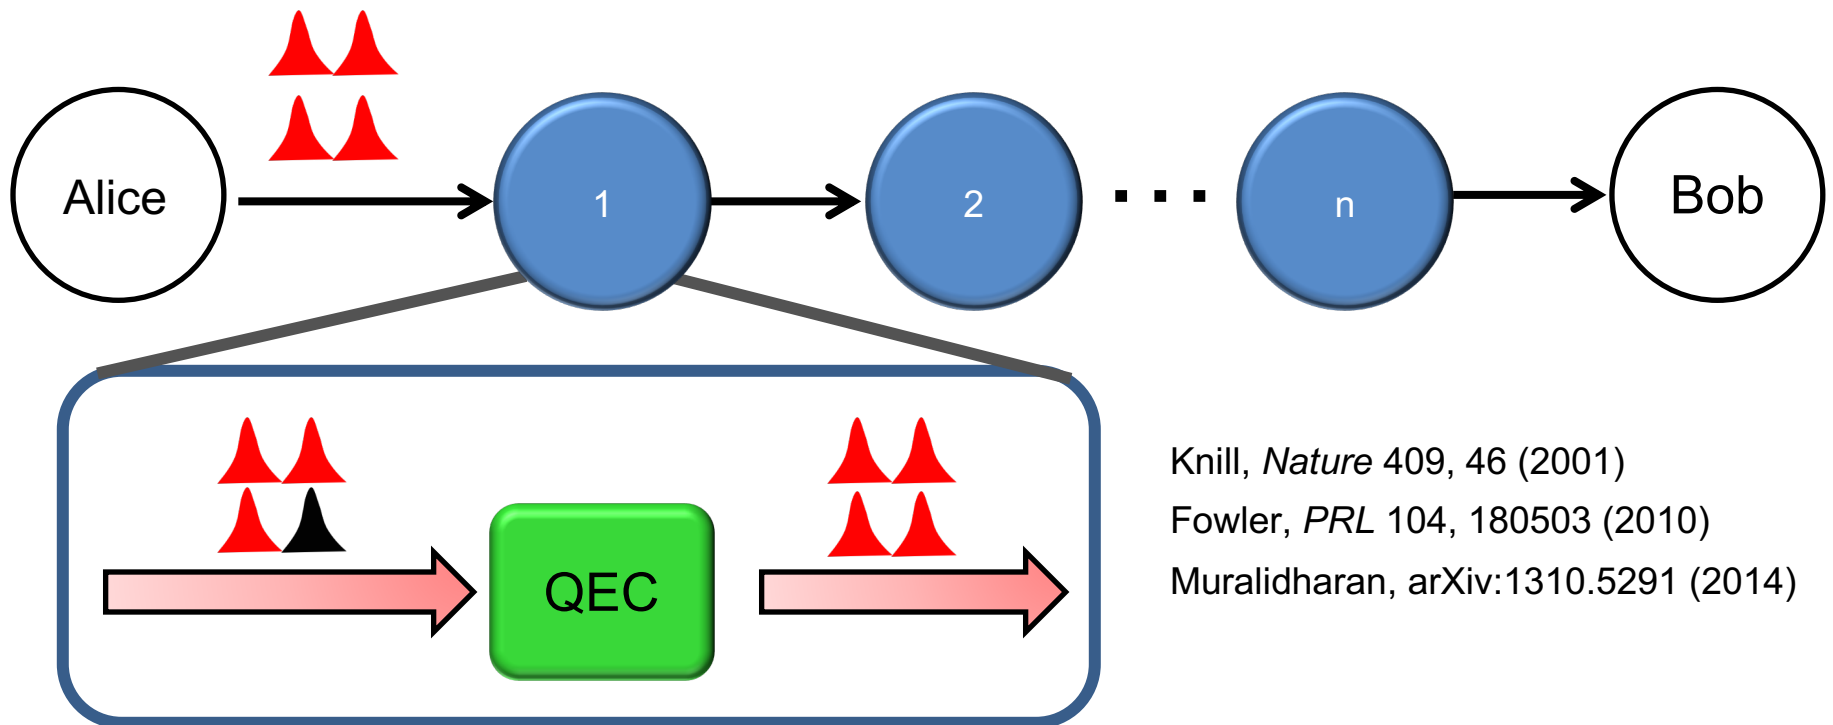 Alice
1
2
n
Bob
QEC
Knill, Nature 409, 46 (2001)
Fowler, PRL 104, 180503 (2010)
Muralidharan, arXiv:1310.5291 (2014)